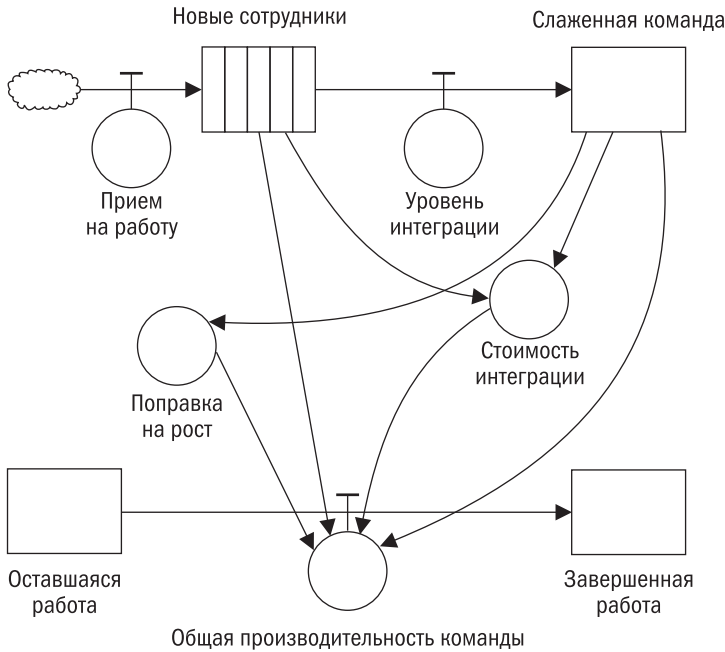 Новые сотрудники
Слаженная команда
Прием
на работу
Уровень
интеграции
Стоимость
интеграции
Поправка
на рост
Оставшаяся
работа
Завершенная
работа
Общая производительность команды